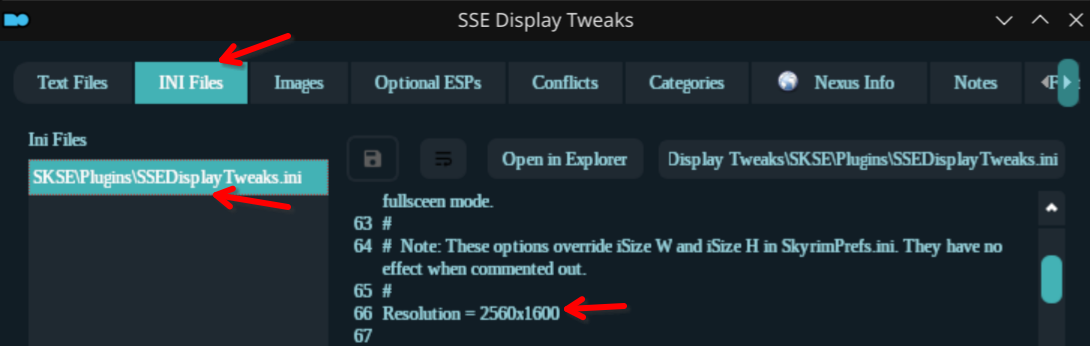 SSE Display Tweaks
Text Files
INI Files
Images
Optional ESPs
Conflicts
Categories
Nexus Info
Notes
Ini Files
Open in Explorer
Display Tweaks\SKSE\Plugins\SSEDisplayTweaks.ini
SKSE\Plugins\SSEDisplayTweaks.ini
fullsceen mode.
63 #
64 # Note: These options override iSize W and iSize H in SkyrimPrefs.ini. They have no
effect when commented out.
65 #
66 Resolution = 2560x1600
67